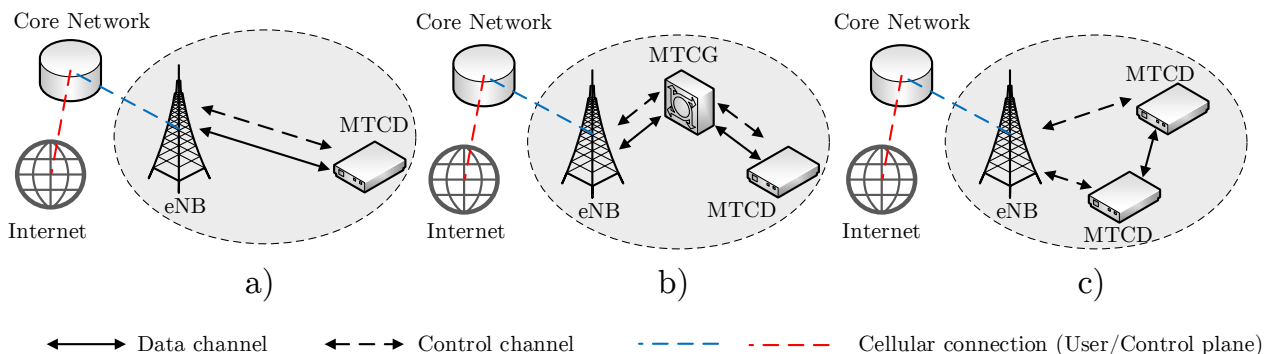 Core Network
MTCD
eNB
Internet
a)
Core Network
MTCG
MTCD
eNB
Internet
b)
Core Network
MTCD
MTCD
eNB
Internet
c)
Data channel
Control channel
Cellular connection (User/Control plane)